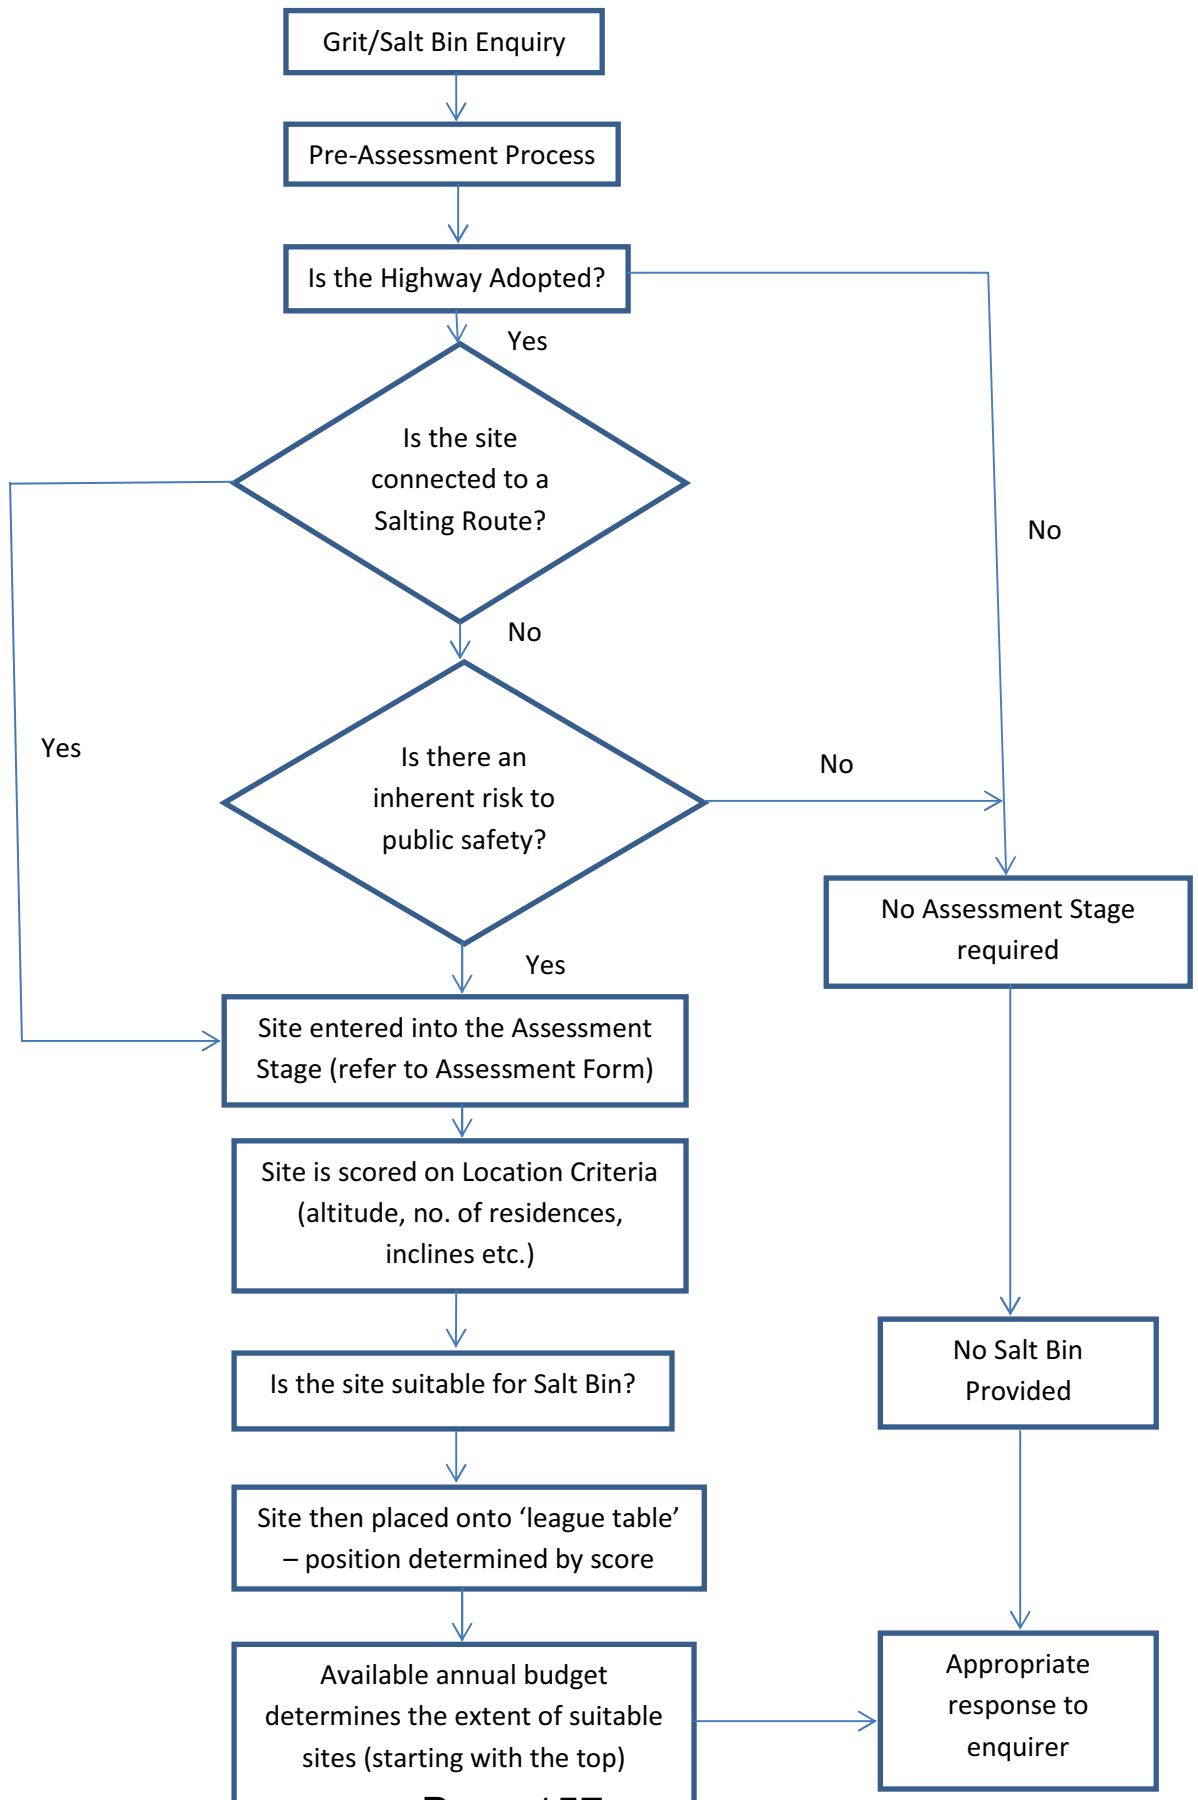 Grit/Salt Bin Enquiry
Pre-Assessment Process
Is the Highway Adopted?
Yes
Is the site
connected to a
Salting Route?
No
No
Yes
Is there an
inherent risk to
public safety?
No
Yes
No Assessment Stage
required
Site entered into the Assessment
Stage (refer to Assessment Form)
Site is scored on Location Criteria
(altitude, no. of residences,
inclines etc.)
No Salt Bin
Provided
Is the site suitable for Salt Bin?
Site then placed onto ‘league table’
– position determined by score
Available annual budget
determines the extent of suitable
sites (starting with the top)
Appropriate
response to
enquirer